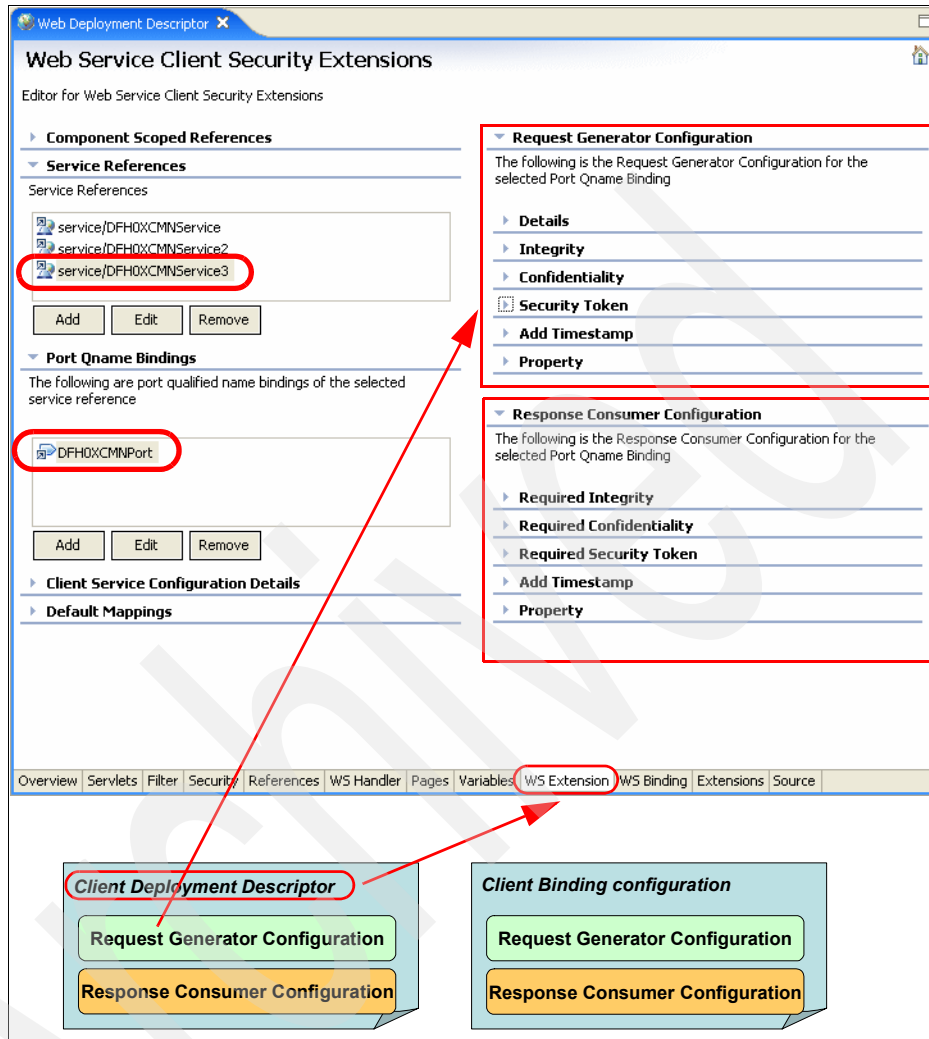 Web Deployment Descriptor
Web Service Client Security Extensions
Editor for Web Service Client Security Extensions
Component Scoped References
Service References
Service References
service/DFH0XCMNService
service/DFH0XCMNService2
service/DFH0XCMNService3
Add Edit Remove
Port Qname Bindings
The following are port qualified name bindings of the selected
service reference
DFH0XCMNPort
Add Edit Remove
Client Service Configuration Details
Default Mappings
Request Generator Configuration
The following is the Request Generator Configuration for the
selected Port Qname Binding
Details
Integrity
Confidentiality
Security Token
Add Timestamp
Property
Response Consumer Configuration
The following is the Response Consumer Configuration for the
selected Port Qname Binding
Required Integrity
Required Confidentiality
Required Security Token
Add Timestamp
Property
Overview Servlets Filter Security References WS Handler Pages Variables WS Extension WS Binding Extensions Source
Client Deployment Descriptor
Request Generator Configuration
Response Consumer Configuration
Client Binding configuration
Request Generator Configuration
Response Consumer Configuration